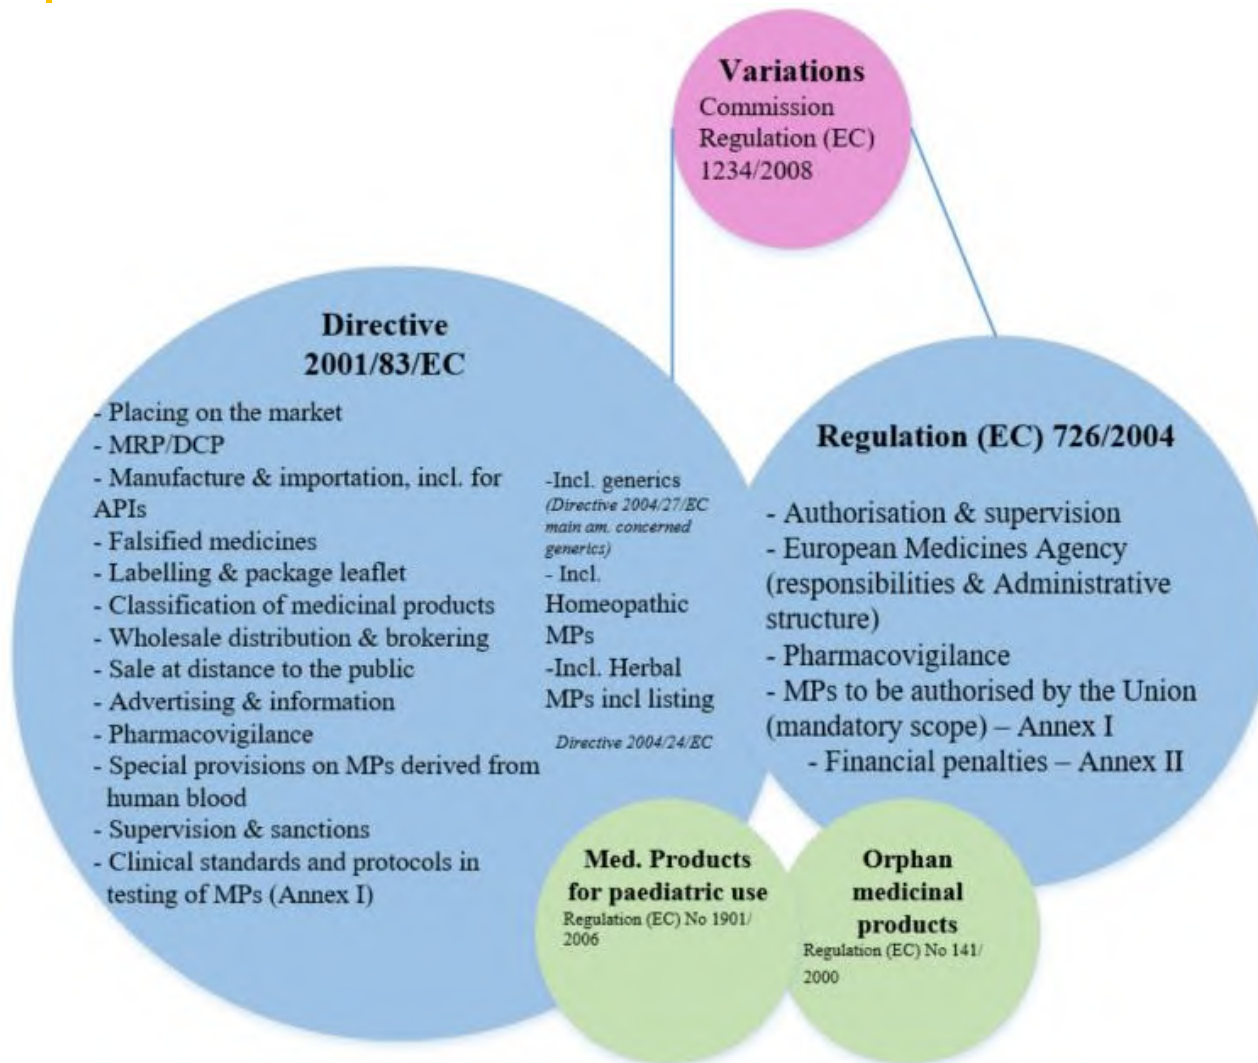 Variations
Commission
Regulation (EC)
1234/2008
Directive
2001/83/EC
- Placing on the market
- MRP/DCP
- Manufacture & importation, incl. for
APIs
- Falsified medicines
- Labelling & package leaflet
- Classification of medicinal products
- Wholesale distribution & brokering
- Sale at distance to the public
- Advertising & information
- Pharmacovigilance
- Special provisions on MPs derived from
human blood
- Supervision & sanctions
- Clinical standards and protocols in
testing of MPs (Annex I)
-Incl. generics
(Directive 2004/27/EC
main am. concerned
generics)
- Incl.
Homeopathic
MPs
-Incl. Herbal
MPs incl listing
Directive 2004/24/EC
Regulation (EC) 726/2004
- Authorisation & supervision
- European Medicines Agency
(responsibilities & Administrative
structure)
- Pharmacovigilance
- MPs to be authorised by the Union
(mandatory scope) – Annex I
- Financial penalties – Annex II
Med. Products
for paediatric use
Regulation (EC) No 1901/
2006
Orphan
medicinal
products
Regulation (EC) No 141/
2000